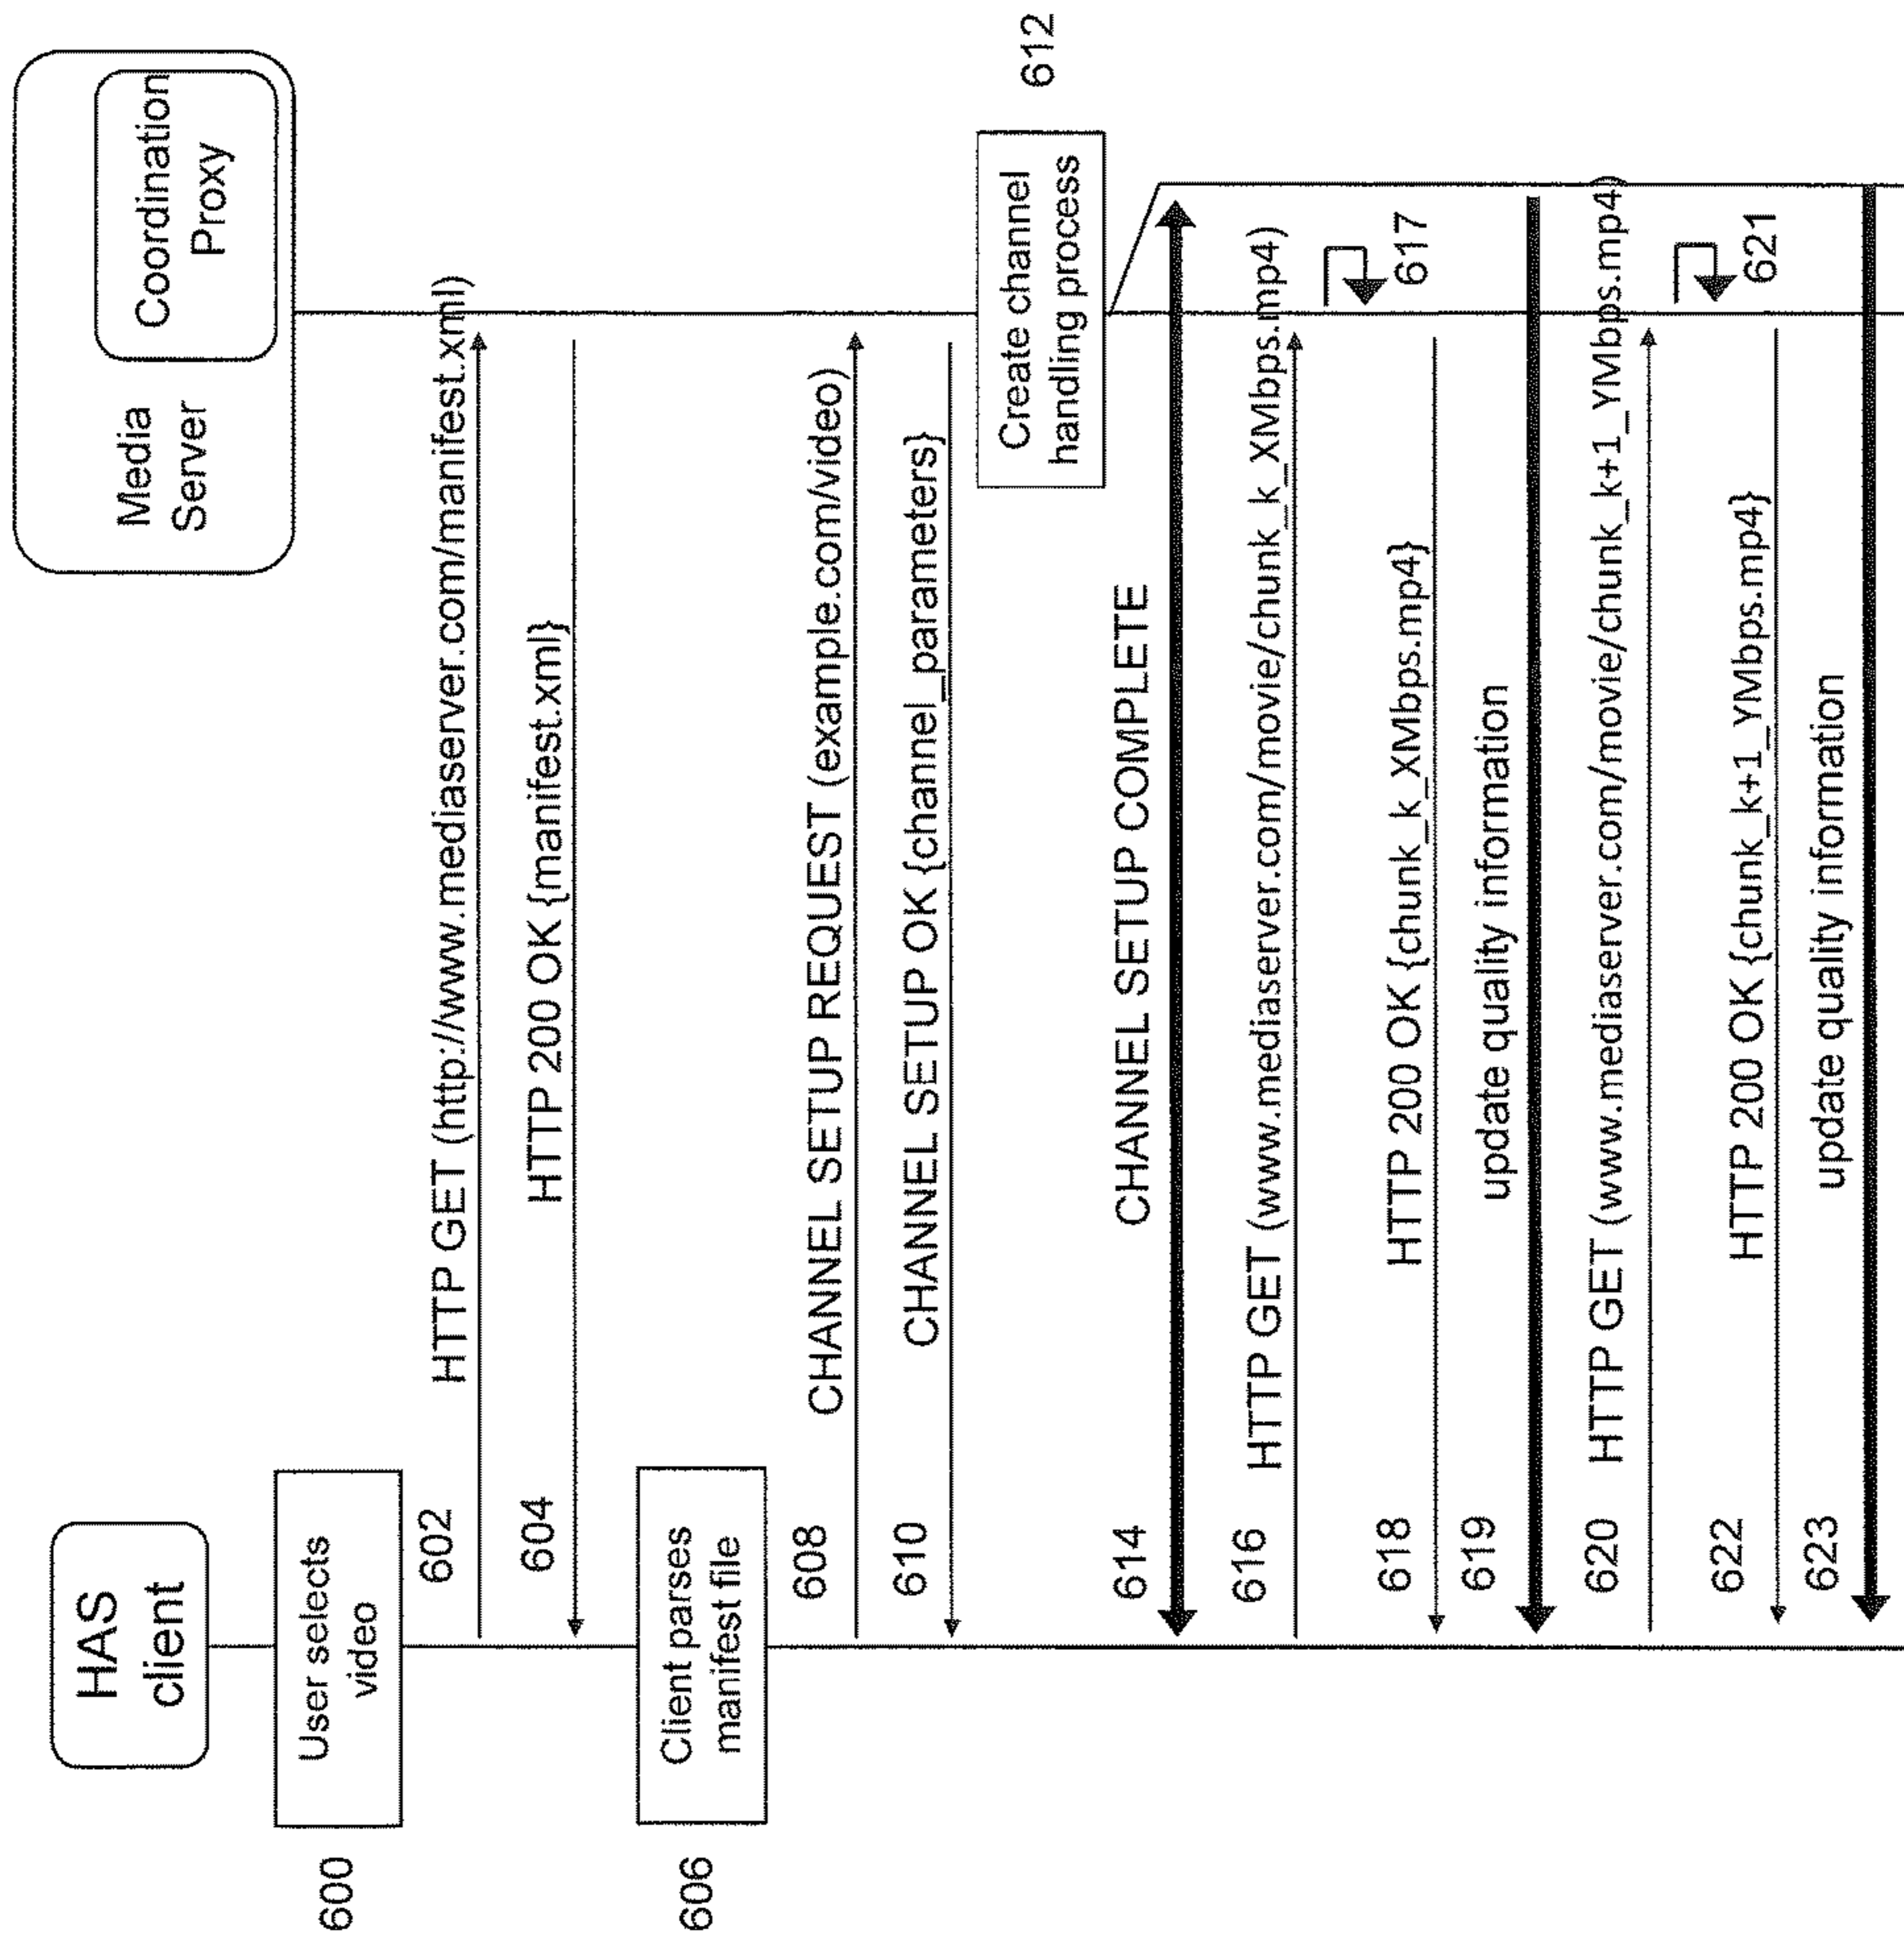 HAS
client
Media
Server
Coordination
Proxy
600
User selects
video
602
HTTP GET (http://www.mediaserver.com/manifest.xml)
604
HTTP 200 OK {manifest.xml}
606
Client parses
manifest file
608
CHANNEL SETUP REQUEST (example.com/video)
610
CHANNEL SETUP OK {channel_parameters}
Create channel
handling process
612
614
CHANNEL SETUP COMPLETE
616
HTTP GET (www.mediaserver.com/movie/chunk_k_XMbps.mp4)
617
618
HTTP 200 OK {chunk_k_XMbps.mp4}
619
update quality information
620
HTTP GET (www.mediaserver.com/movie/chunk_k+1_YMbps.mp4)
621
622
HTTP 200 OK {chunk_k+1_YMbps.mp4}
623
update quality information